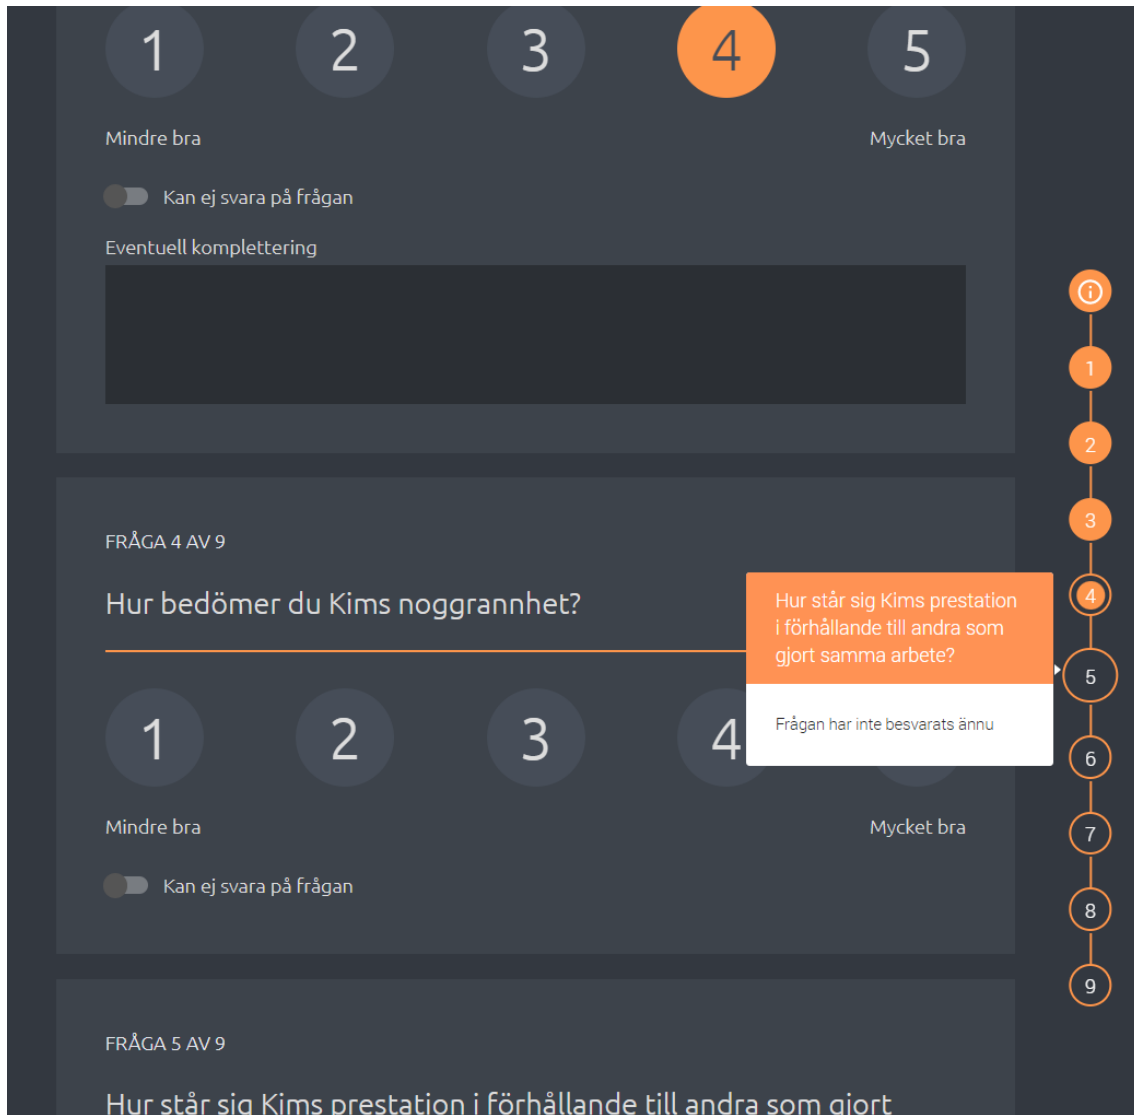 1 2 3 4 5
Mindre bra Mycket bra
Kan ej svara på frågan
Eventuell komplettering
FRÅGA 4 AV 9
Hur bedömer du Kims noggrannhet?
1 2 3 4
Mindre bra Mycket bra
Kan ej svara på frågan
FRÅGA 5 AV 9
Hur står sig Kims prestation i förhållande till andra som gjort
Hur står sig Kims prestation
i förhållande till andra som
gjort samma arbete?
Frågan har inte besvarats ännu
i
1
2
3
4
5
6
7
8
9